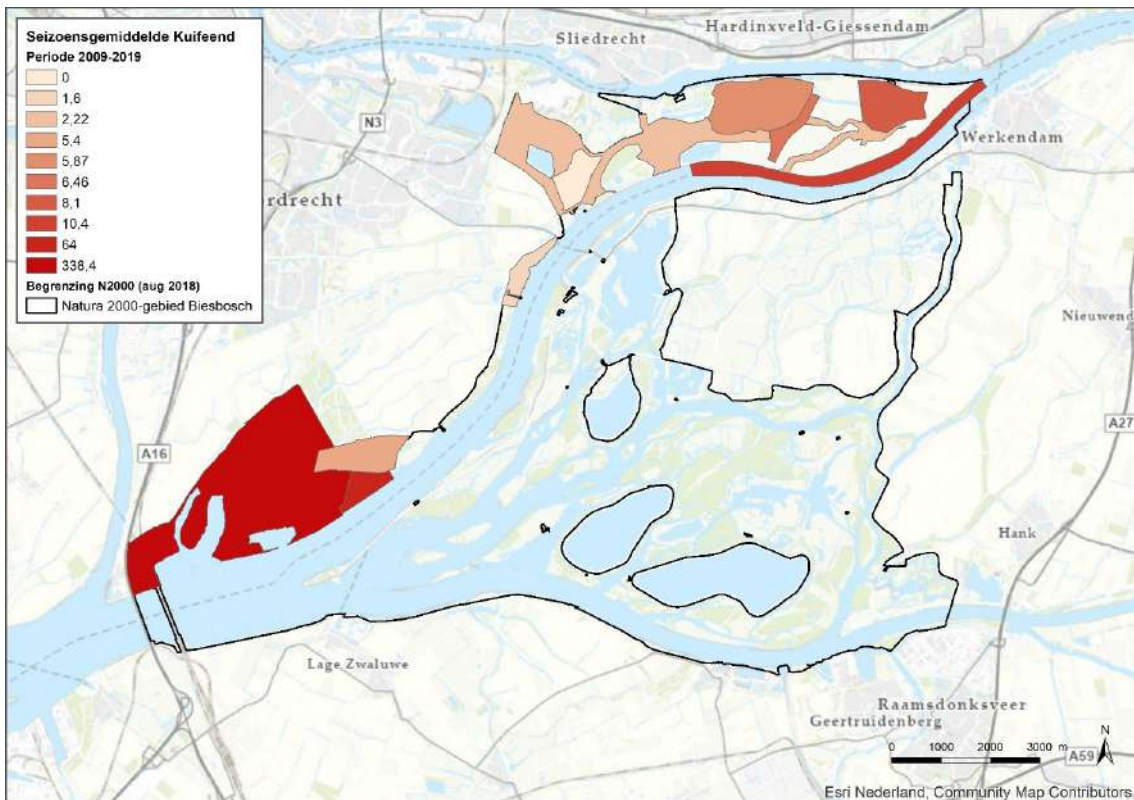 Seizoensgemiddelde Kuifeend
Periode 2009-2019
0
1,6
2,22
5,4
5,87
6,46
8,1
10,4
64
338,4
Begrenzing N2000 (aug 2018)
Natura 2000-gebied Biesbosch
Hardinxveld-Giessendam
Sliedrecht
N3
Werkendam
ordrecht
Nieuwend
A16
A27
Hank
Lage Zwaluwe
Raamsdonksveer
Geertruidenberg
N
0 1000 2000 3000 m
A59
Esri Nederland, Community Map Contributors